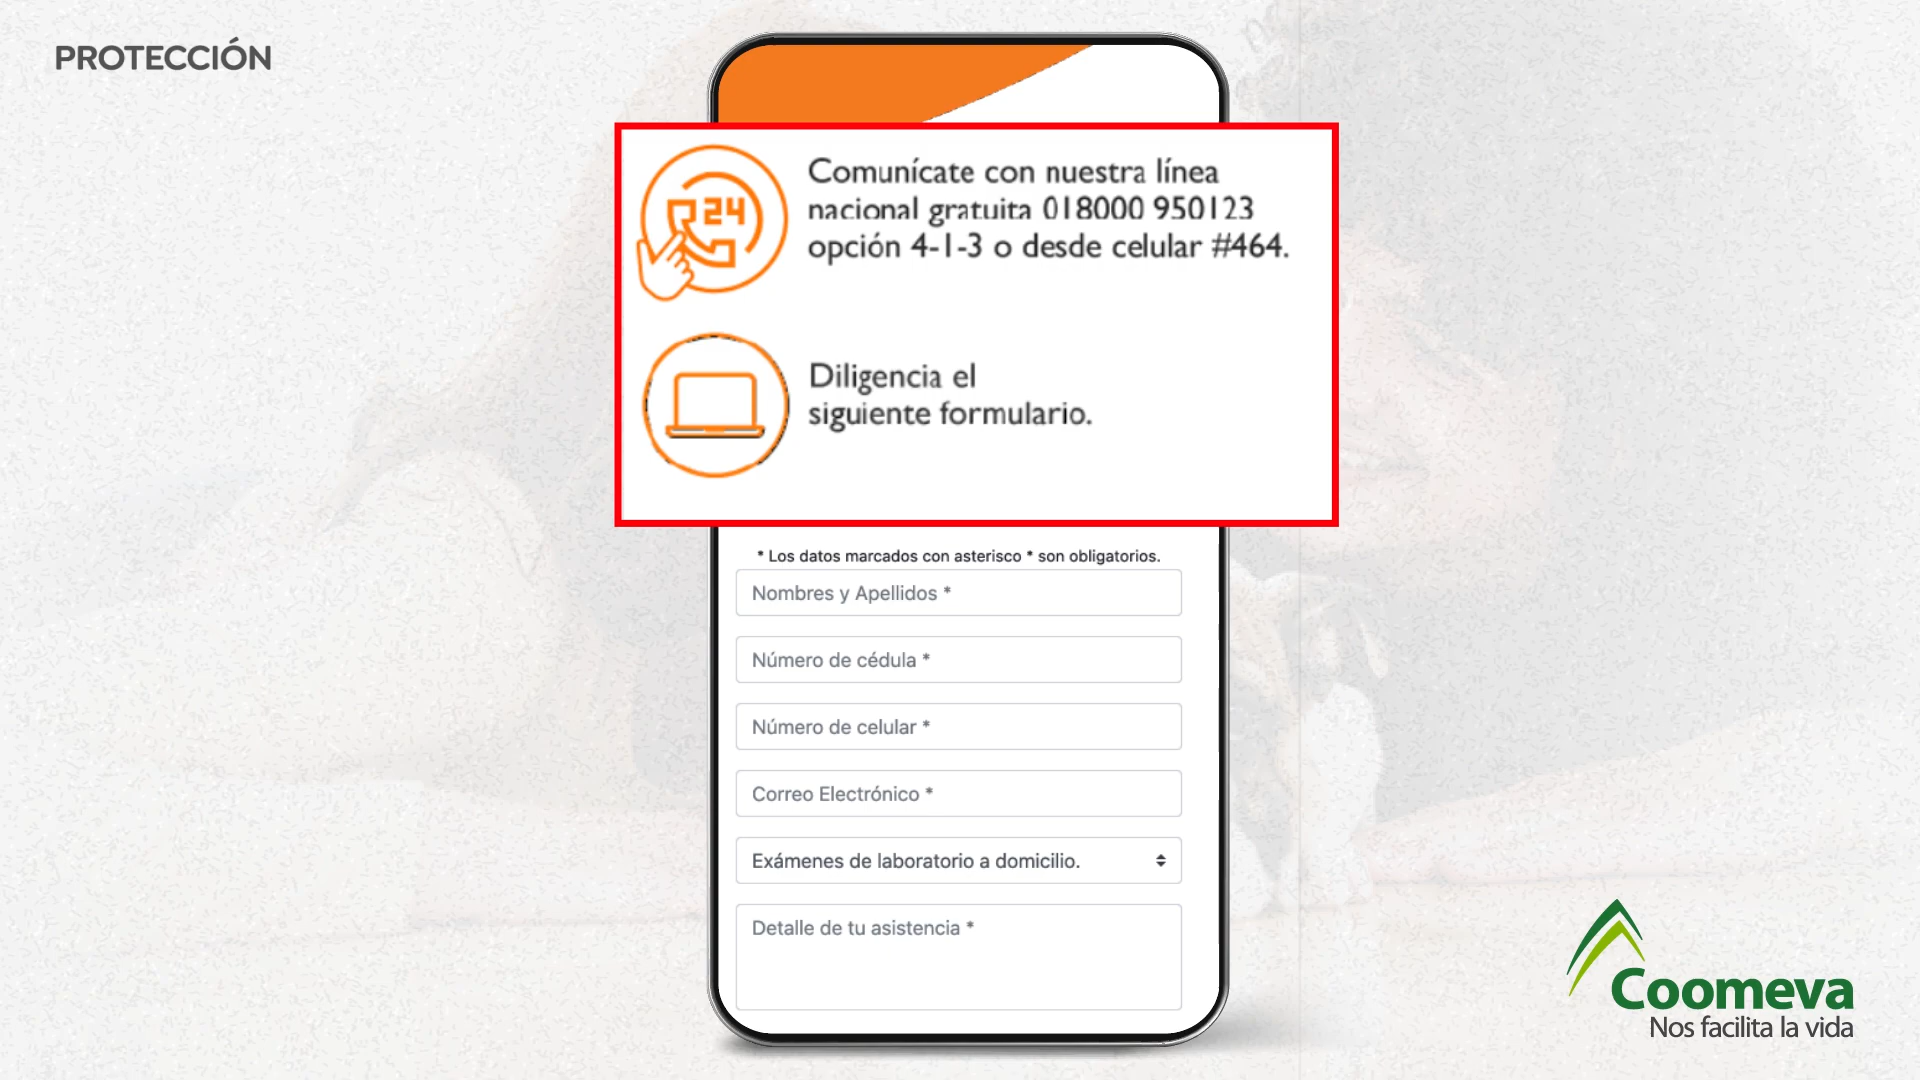 PROTECCIÓN
24
Comunícate con nuestra línea
nacional gratuita 018000 950123
opción 4-1-3 o desde celular #464.
Diligencia el
siguiente formulario.
* Los datos marcados con asterisco * son obligatorios.
Nombres y Apellidos *
Número de cédula *
Número de celular *
Correo Electrónico *
Exámenes de laboratorio a domicilio.
Detalle de tu asistencia *
Coomeva
Nos facilita la vida